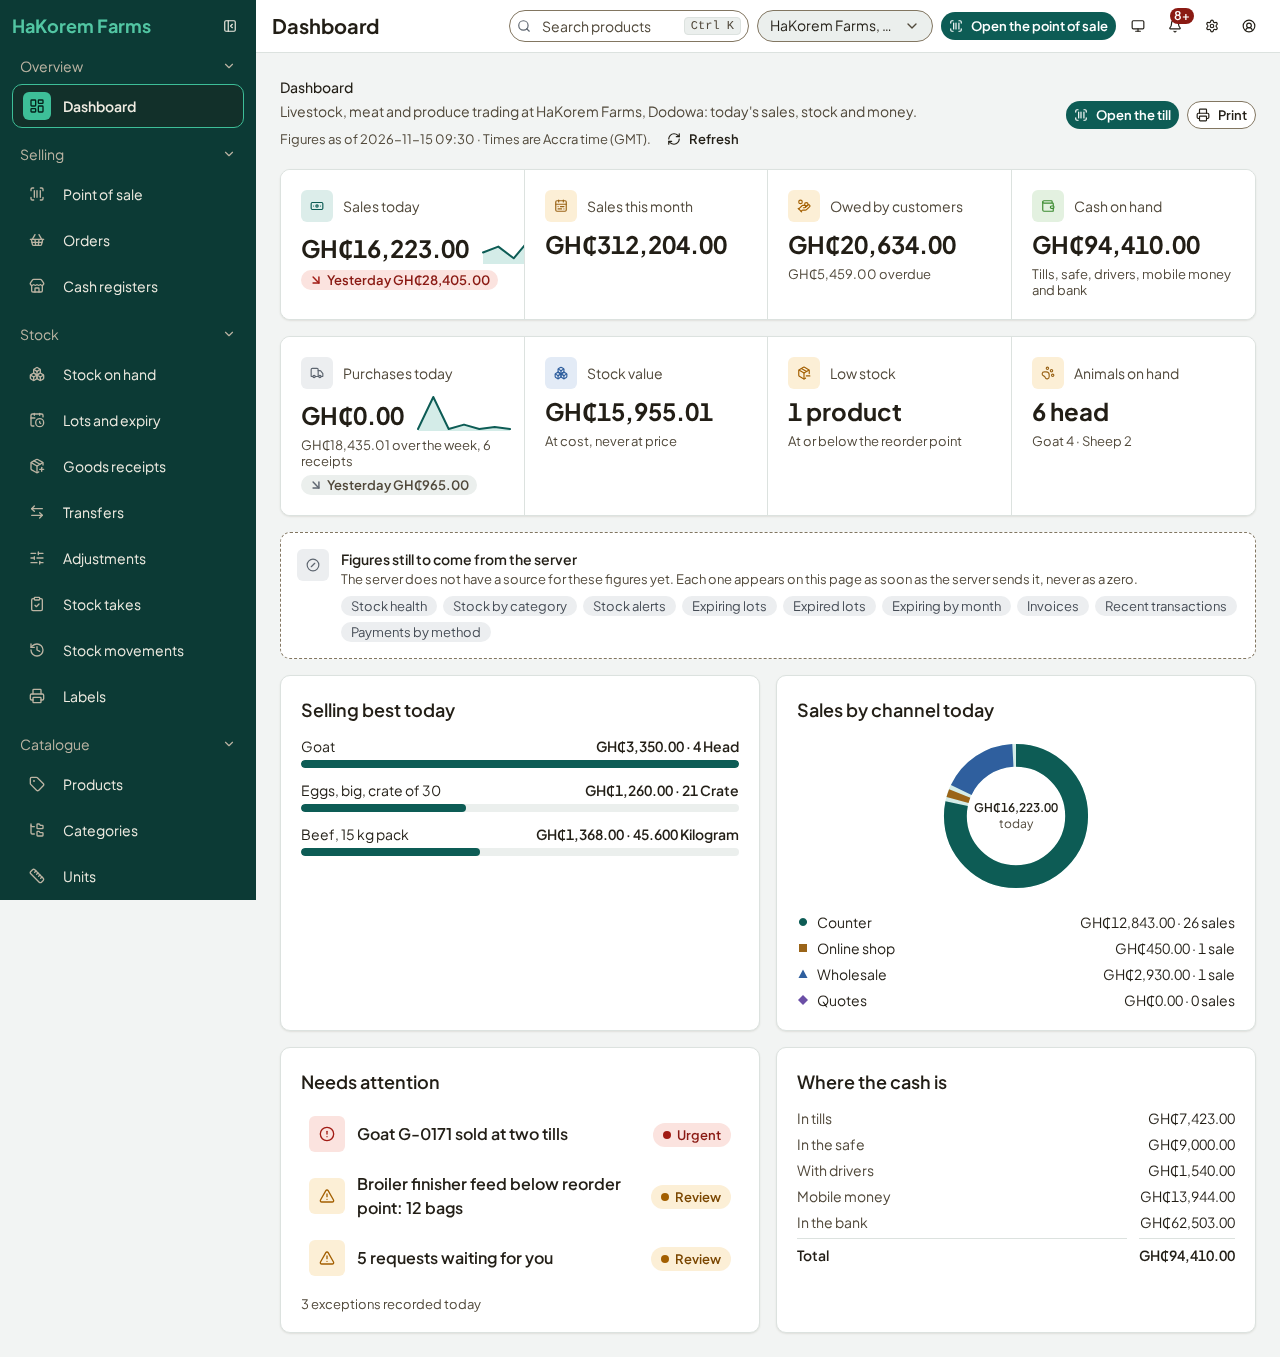 HaKorem Farms
Dashboard
Search products
Ctrl K
HaKorem Farms, ...
Open the point of sale
8+
Overview
Dashboard
Selling
Point of sale
Orders
Cash registers
Stock
Stock on hand
Lots and expiry
Goods receipts
Transfers
Adjustments
Stock takes
Stock movements
Labels
Catalogue
Products
Categories
Units
Dashboard
Livestock, meat and produce trading at HaKorem Farms, Dodowa: today's sales, stock and money.
Figures as of 2026-11-15 09:30 · Times are Accra time (GMT).
Refresh
Open the till
Print
Sales today
GH₵16,223.00
Yesterday GH₵28,405.00
Sales this month
GH₵312,204.00
Owed by customers
GH₵20,634.00
GH₵5,459.00 overdue
Cash on hand
GH₵94,410.00
Tills, safe, drivers, mobile money
and bank
Purchases today
GH₵0.00
GH₵18,435.01 over the week, 6
receipts
Yesterday GH₵965.00
Stock value
GH₵15,955.01
At cost, never at price
Low stock
1 product
At or below the reorder point
Animals on hand
6 head
Goat 4 · Sheep 2
Figures still to come from the server
The server does not have a source for these figures yet. Each one appears on this page as soon as the server sends it, never as a zero.
Stock health
Stock by category
Stock alerts
Expiring lots
Expired lots
Expiring by month
Invoices
Recent transactions
Payments by method
Selling best today
Goat
GH₵3,350.00 · 4 Head
Eggs, big, crate of 30
GH₵1,260.00 · 21 Crate
Beef, 15 kg pack
GH₵1,368.00 · 45.600 Kilogram
Sales by channel today
GH₵16,223.00
today
Counter
GH₵12,843.00 · 26 sales
Online shop
GH₵450.00 · 1 sale
Wholesale
GH₵2,930.00 · 1 sale
Quotes
GH₵0.00 · 0 sales
Needs attention
Goat G-0171 sold at two tills
Urgent
Broiler finisher feed below reorder
point: 12 bags
Review
5 requests waiting for you
Review
3 exceptions recorded today
Where the cash is
In tills
GH₵7,423.00
In the safe
GH₵9,000.00
With drivers
GH₵1,540.00
Mobile money
GH₵13,944.00
In the bank
GH₵62,503.00
Total
GH₵94,410.00